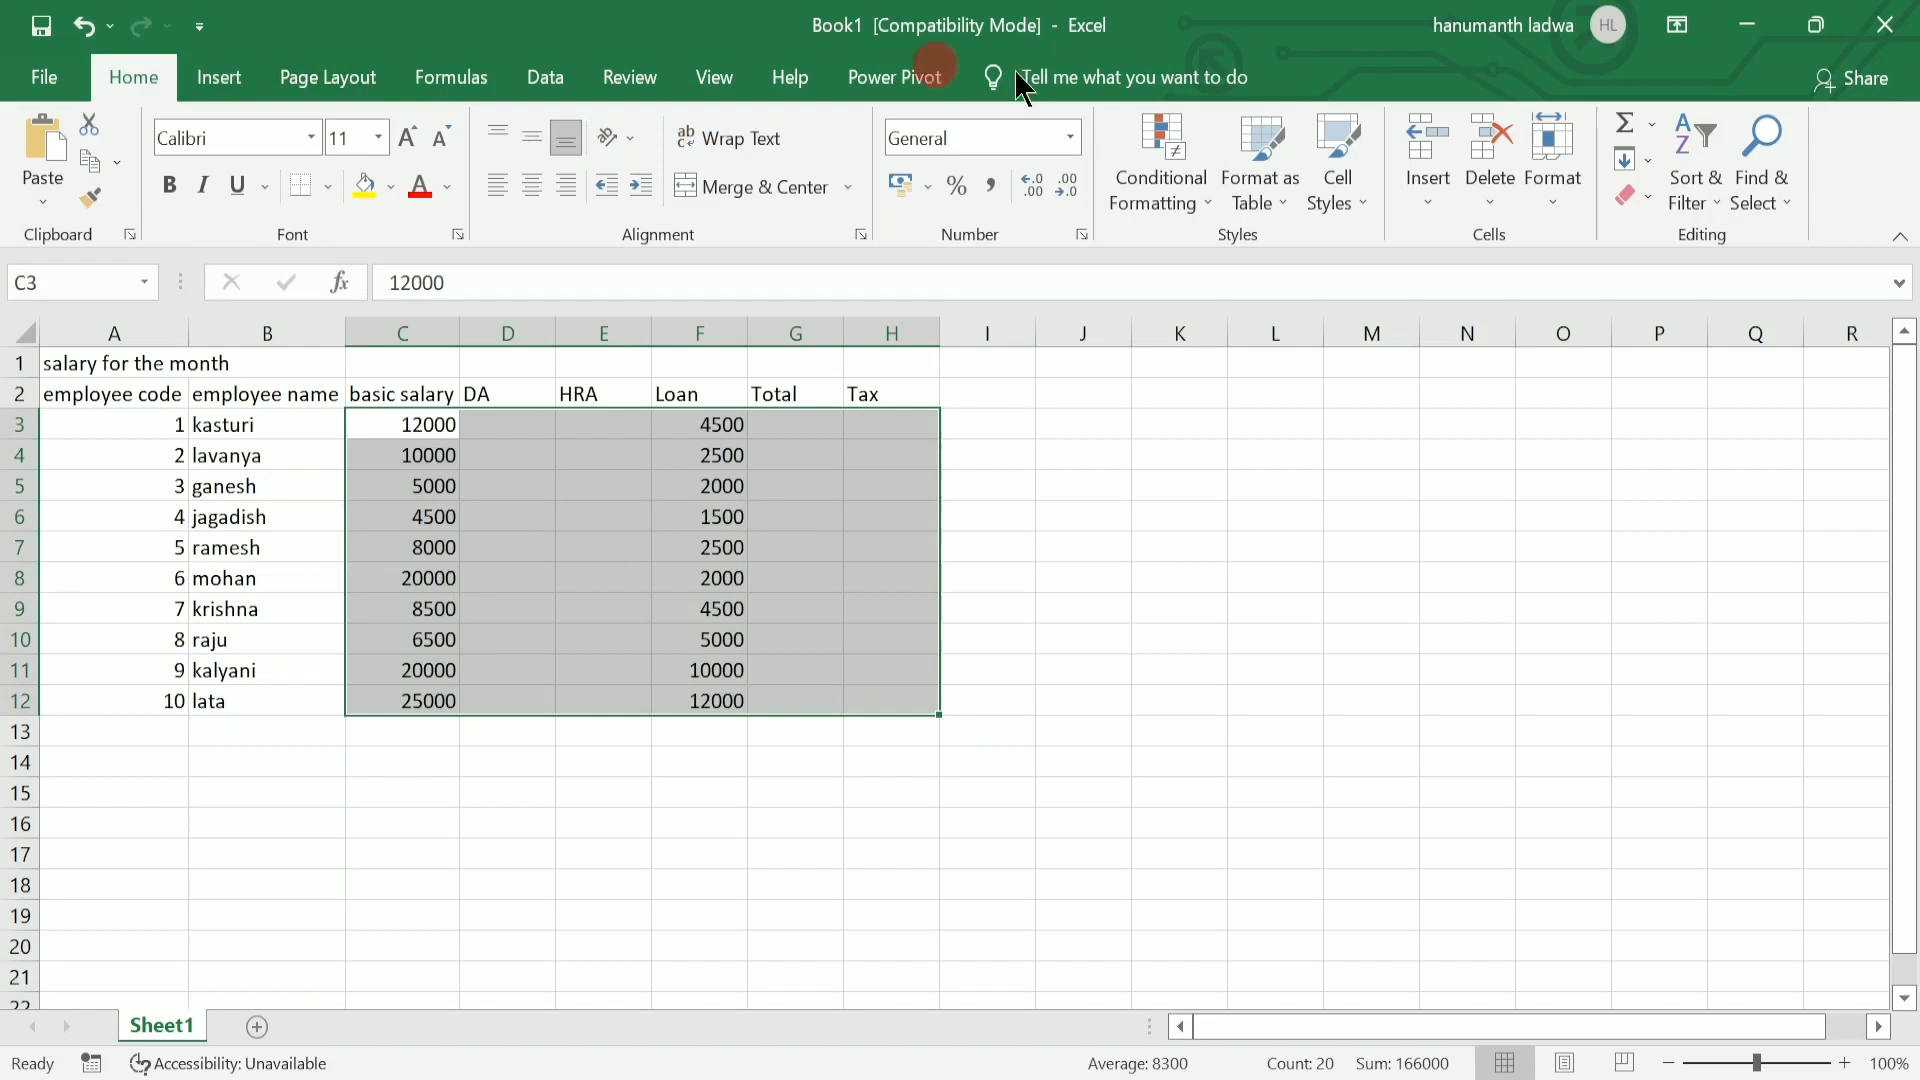 Book1 [Compatibility Mode] - Excel
hanumanth ladwa HL
File Home Insert Page Layout Formulas Data Review View Help Power Pivot Tell me what you want to do Share
Paste
Clipboard
Calibri 11
B I U A
Font
ab Wrap Text
Merge & Center
Alignment
General
% , .00 .00
Number
Conditional Formatting
Format as Table
Cell Styles
Styles
Insert Delete Format
Cells
Sort & Filter
Find & Select
Editing
C3 fx 12000
A B C D E F G H I J K L M N O P Q R
1 salary for the month
2 employee code employee name basic salary DA HRA Loan Total Tax
3 1 kasturi 12000 4500
4 2 lavanya 10000 2500
5 3 ganesh 5000 2000
6 4 jagadish 4500 1500
7 5 ramesh 8000 2500
8 6 mohan 20000 2000
9 7 krishna 8500 4500
10 8 raju 6500 5000
11 9 kalyani 20000 10000
12 10 lata 25000 12000
13
14
15
16
17
18
19
20
21
22
Sheet1
Ready Accessibility: Unavailable Average: 8300 Count: 20 Sum: 166000 100%